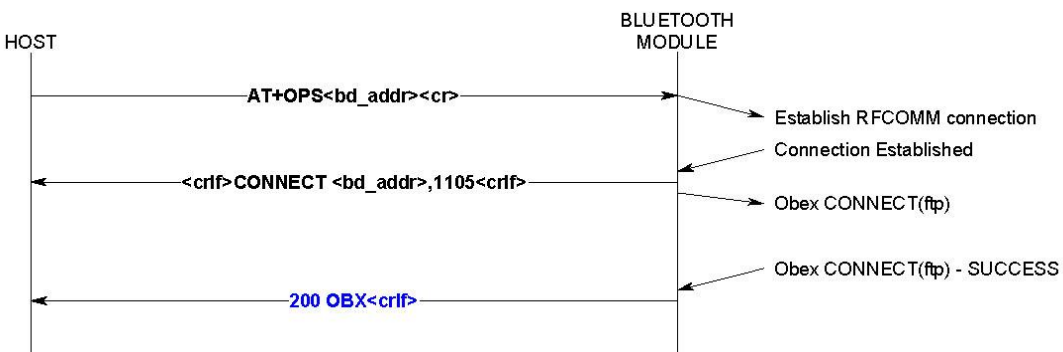 BLUETOOTH
HOST
MODULE
AT+OPS<bd_addr><cr>
Establish RFCOMM connection
Connection Established
<crlf>CONNECT <bd_addr>,1105<crlf>
Obex CONNECT(ftp)
Obex CONNECT(ftp) - SUCCESS
200 OBX<crlf>